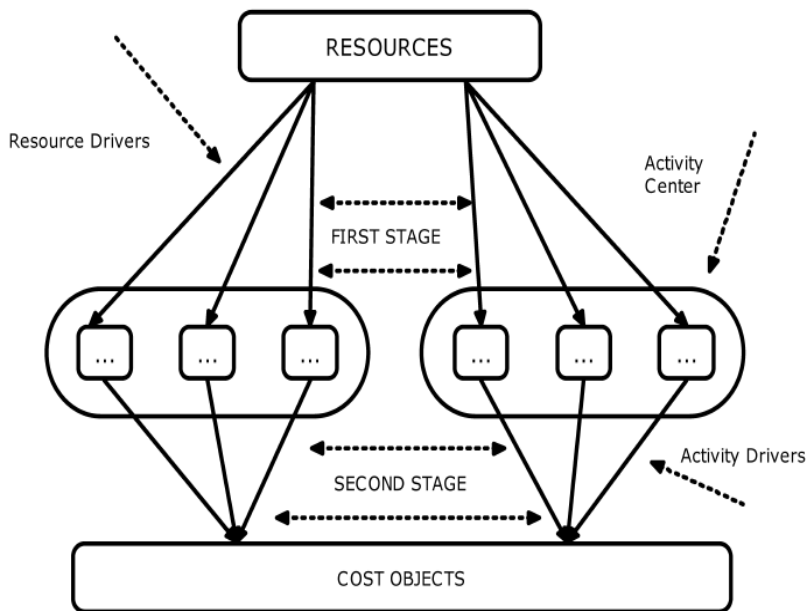 RESOURCES
Resource Drivers
Activity
Center
FIRST STAGE
...
...
...
...
...
...
Activity Drivers
SECOND STAGE
COST OBJECTS